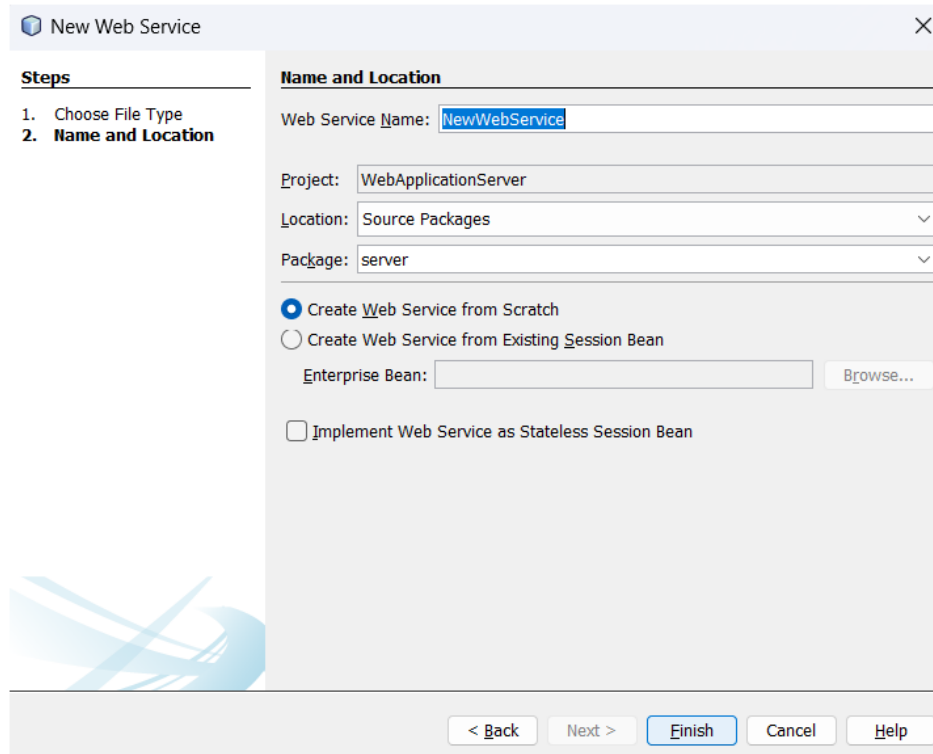 New Web Service
Steps
1. Choose File Type
2. Name and Location
Name and Location
Web Service Name: NewWebService
Project: WebApplicationServer
Location: Source Packages
Package: server
Create Web Service from Scratch
Create Web Service from Existing Session Bean
Enterprise Bean: Browse...
Implement Web Service as Stateless Session Bean
< Back Next > Finish Cancel Help